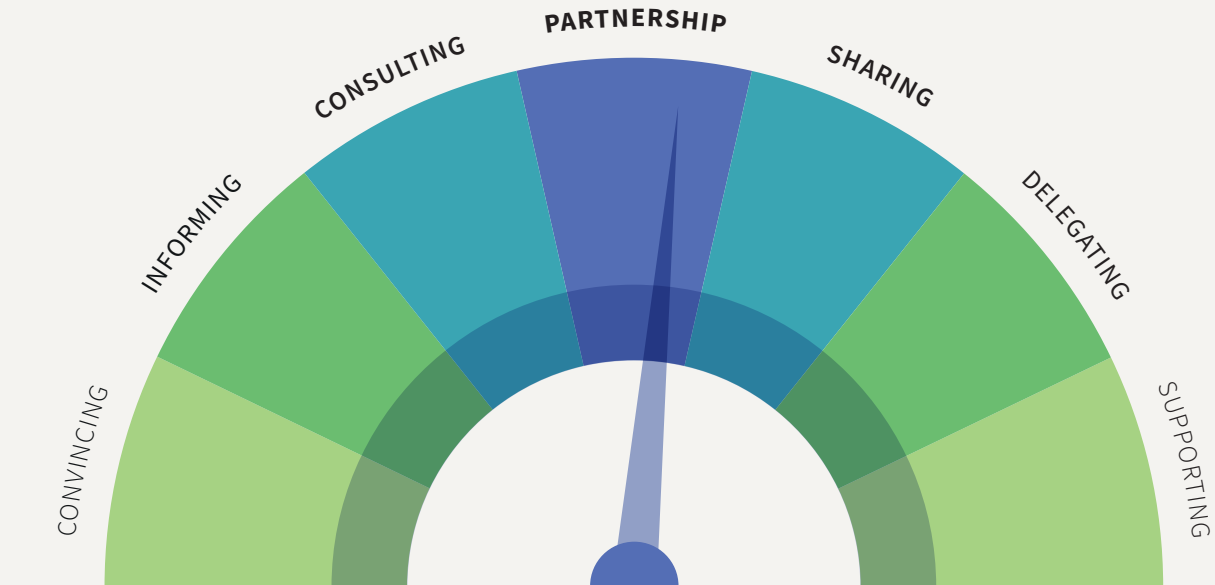 CONVINCING
INFORMING
CONSULTING
PARTNERSHIP
SHARING
DELEGATING
SUPPORTING